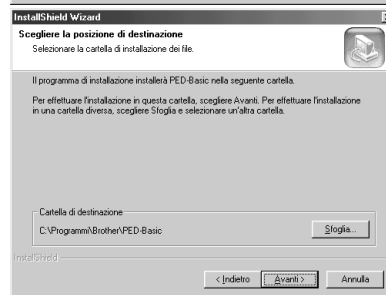 InstallShield Wizard
Scegliere la posizione di destinazione
Selezionare la cartella di installazione dei file.
Il programma di installazione installerà PED-Basic nella seguente cartella.
Per effettuare l'installazione in questa cartella, scegliere Avanti. Per effettuare l'installazione
in una cartella diversa, scegliere Sfoglia e selezionare un'altra cartella.
Cartella di destinazione
C:\Programmi\Brother\PED-Basic
Sfoglia...
InstallShield
< Indietro
Avanti >
Annulla